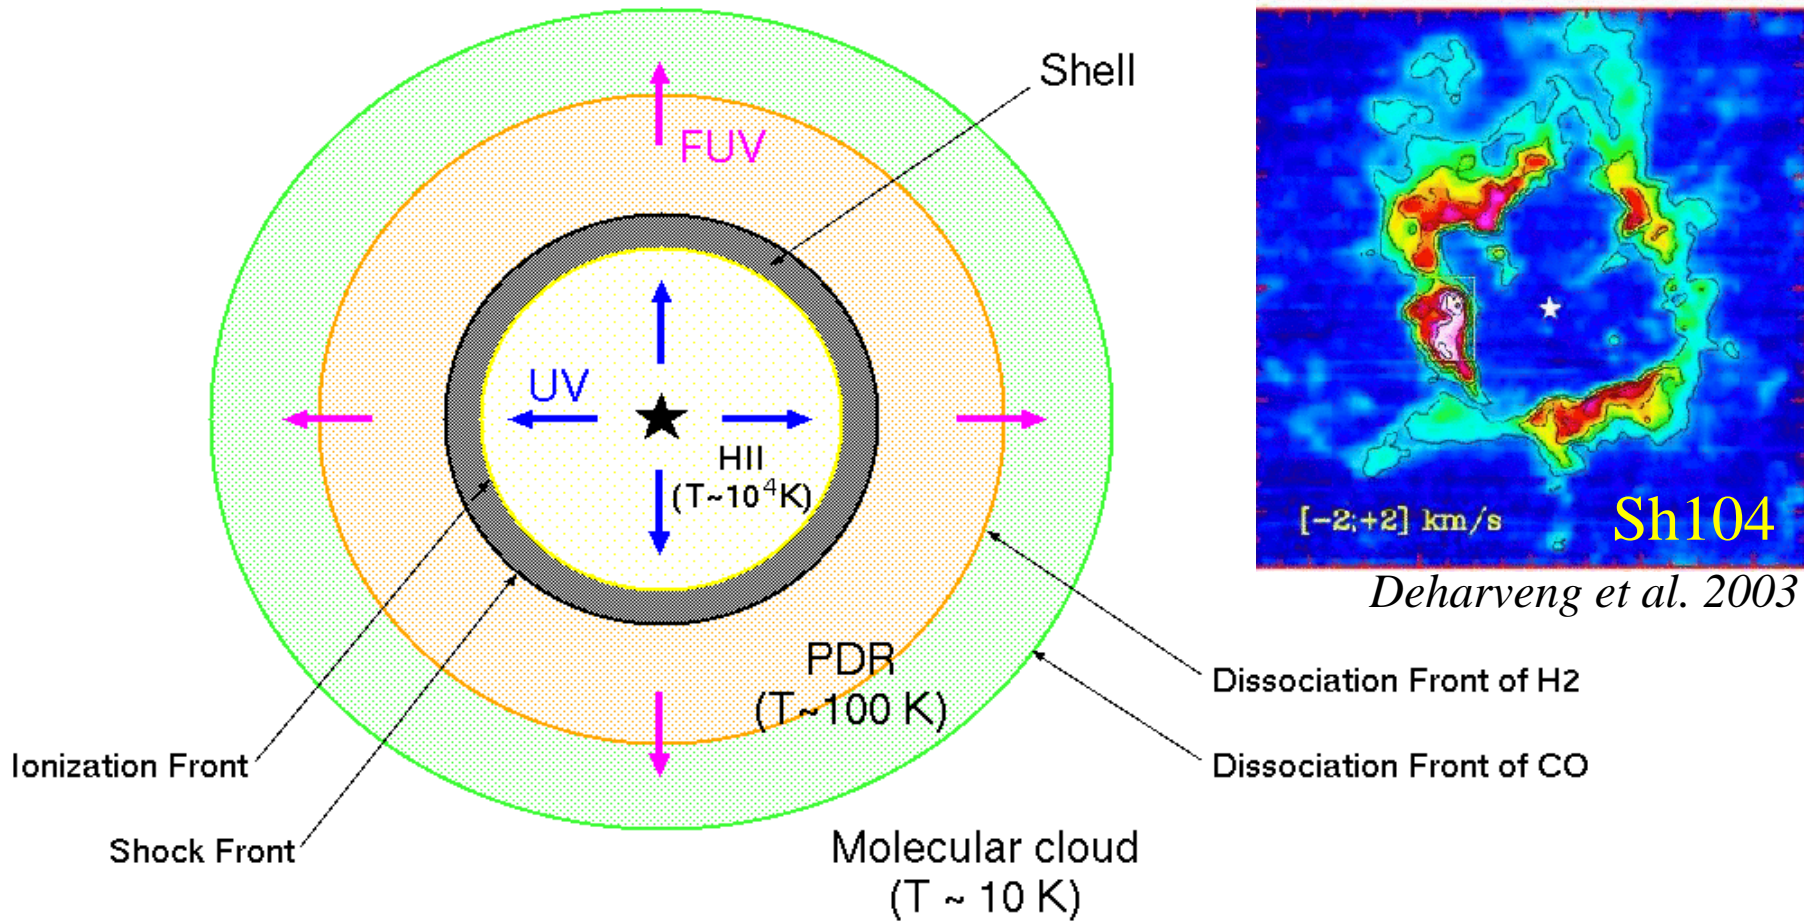 Shell
FUV
UV
HII
(T~10⁴K)
PDR
(T~100 K)
Ionization Front
Shock Front
Molecular cloud
(T ~ 10 K)
[-2;+2] km/s
Sh104
Deharveng et al. 2003
Dissociation Front of H2
Dissociation Front of CO